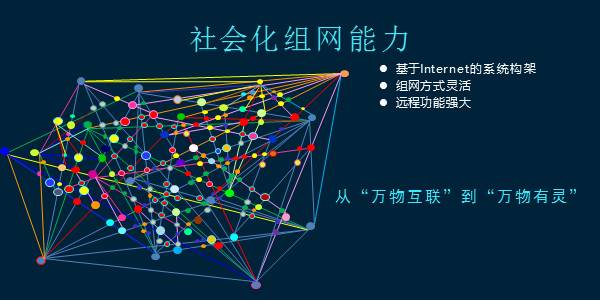 社会化组网能力
● 基于Internet的系统构架
● 组网方式灵活
● 远程功能强大
从“万物互联”到“万物有灵”